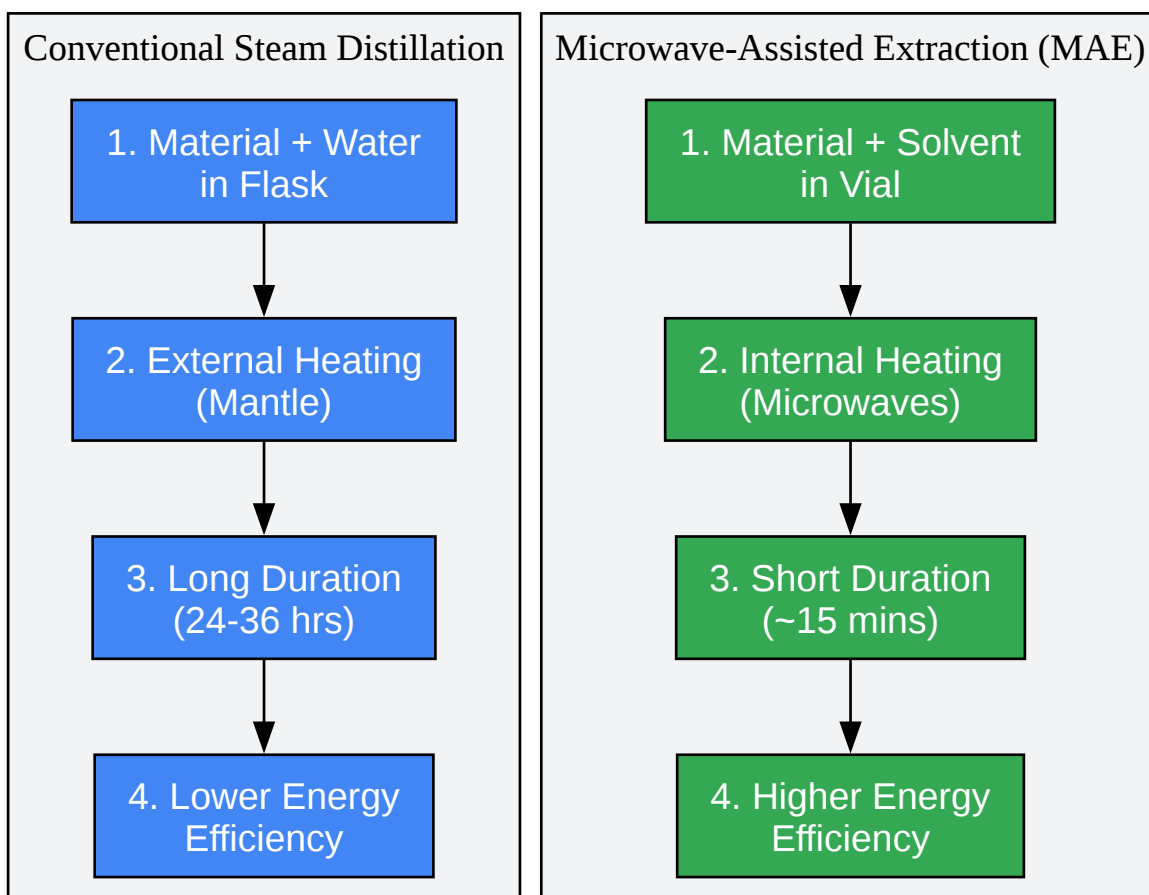 Conventional Steam Distillation
1. Material + Water
in Flask
2. External Heating
(Mantle)
3. Long Duration
(24-36 hrs)
4. Lower Energy
Efficiency
Microwave-Assisted Extraction (MAE)
1. Material + Solvent
in Vial
2. Internal Heating
(Microwaves)
3. Short Duration
(~15 mins)
4. Higher Energy
Efficiency